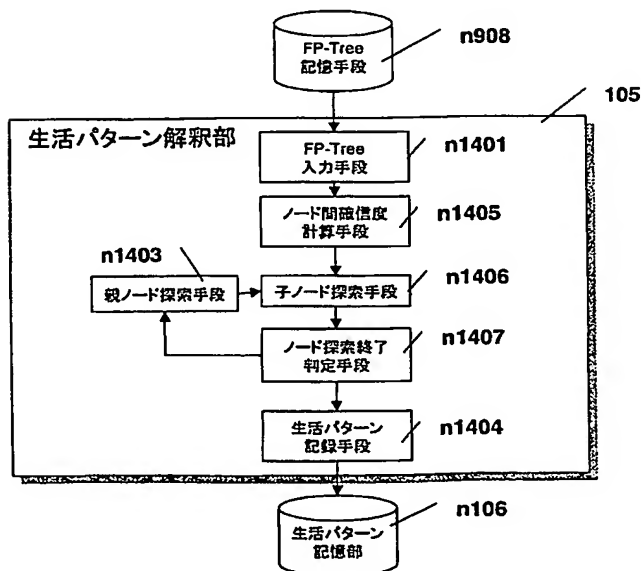 FP-Tree
記憶手段
n908
105
生活パターン解釈部
FP-Tree
入力手段
n1401
ノード間確信度
計算手段
n1405
n1403
親ノード探索手段
子ノード探索手段
n1406
ノード探索終了
判定手段
n1407
生活パターン
記録手段
n1404
生活パターン
記憶部
n106